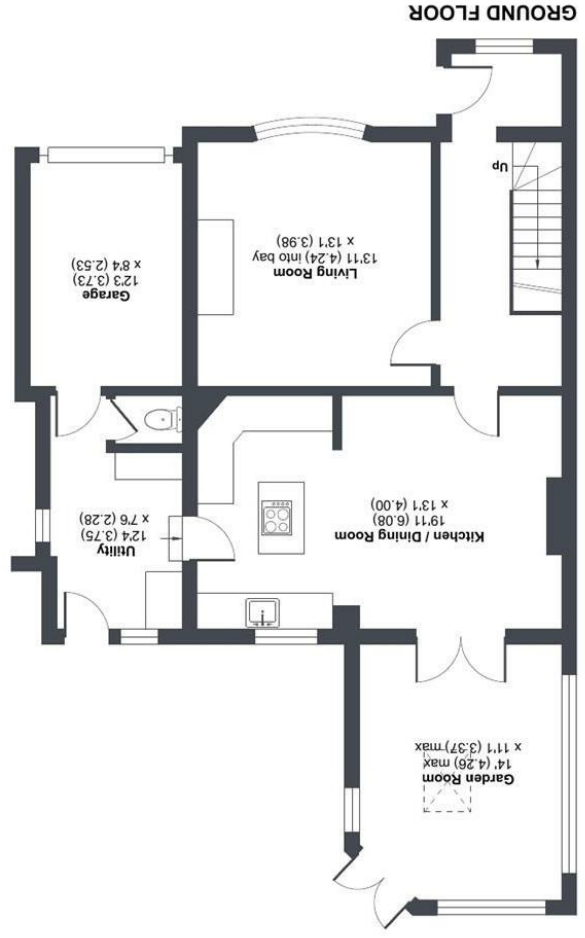 GROUND FLOOR
Up
Living Room
13'11 (4.24) into bay
x 13'1 (3.98)
Garage
12'3 (3.73)
x 8'4 (2.53)
Kitchen / Dining Room
19'11 (6.08)
x 13'1 (4.00)
Utility
12'4 (3.75)
x 7'6 (2.28)
Garden Room
14' (4.26) max
x 11'1 (3.37) max